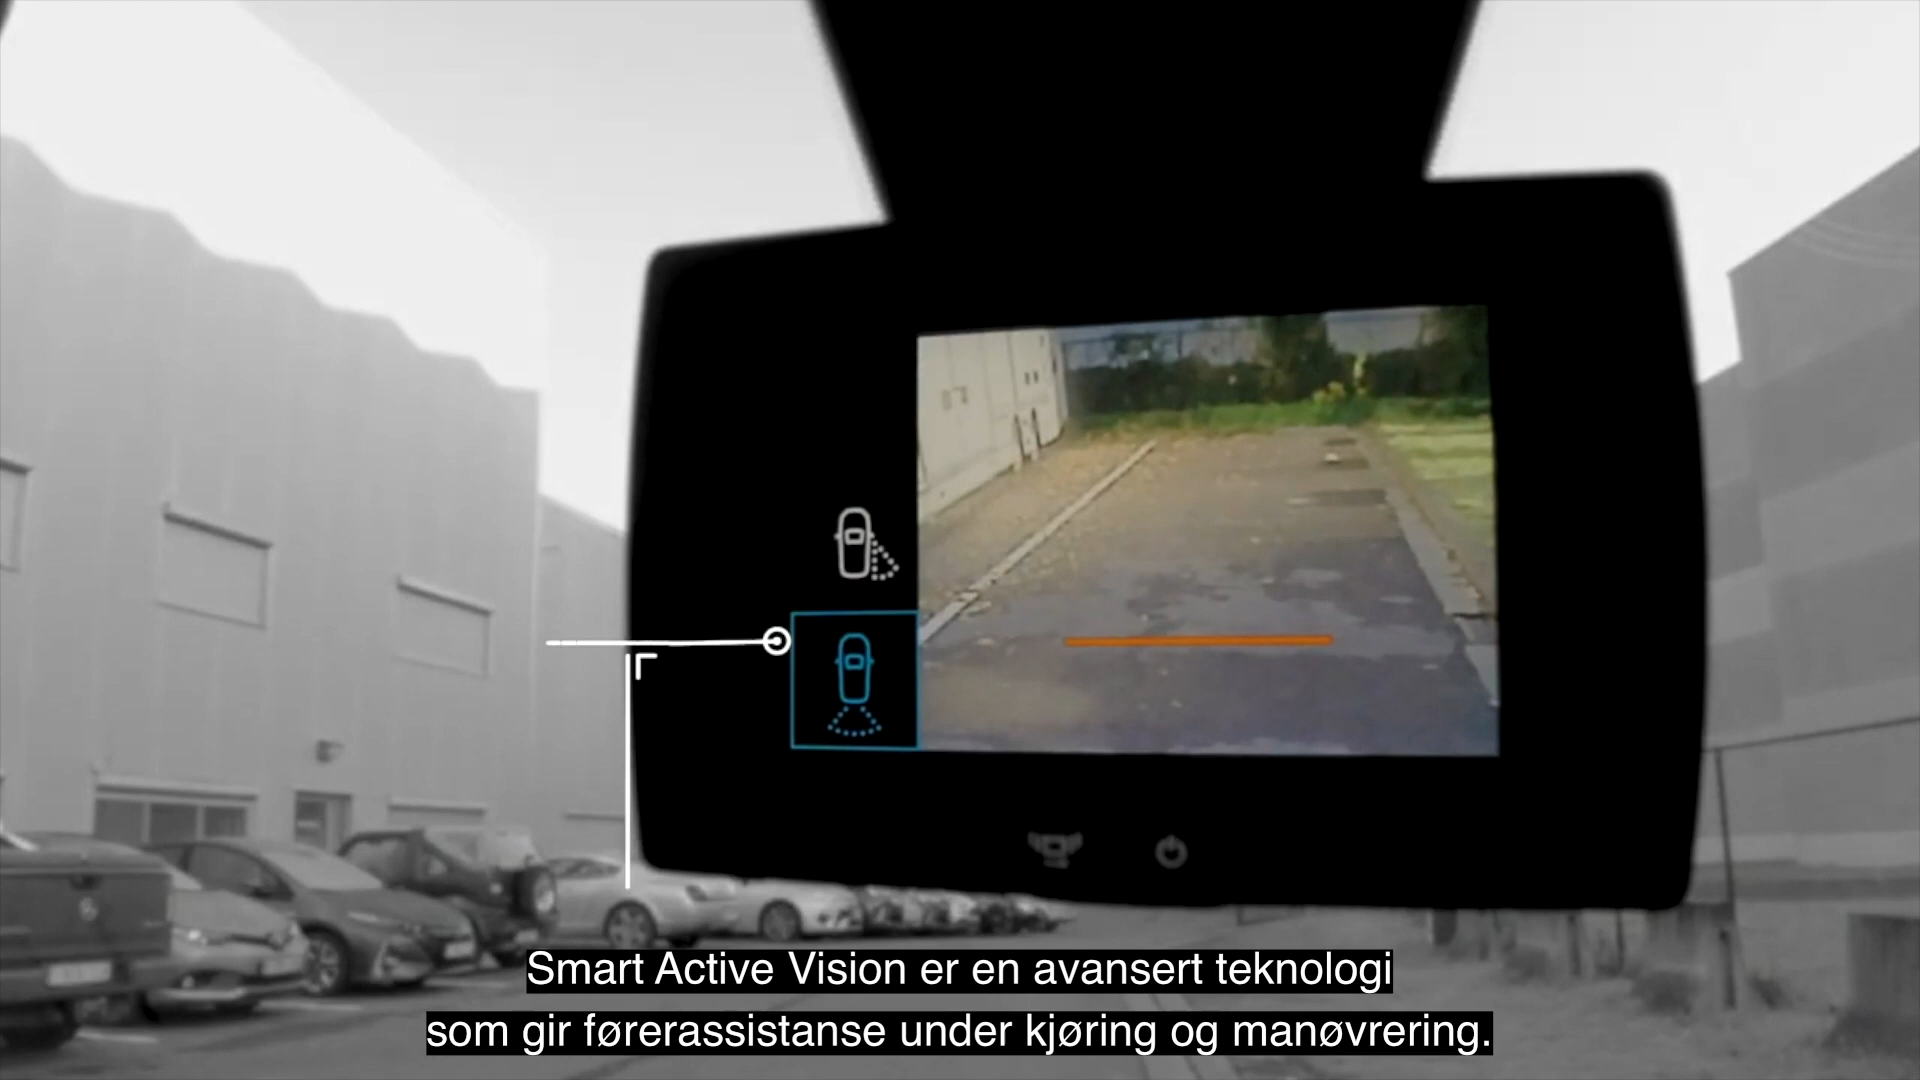 Smart Active Vision er en avansert teknologi
som gir førerassistanse under kjøring og manøvrering.